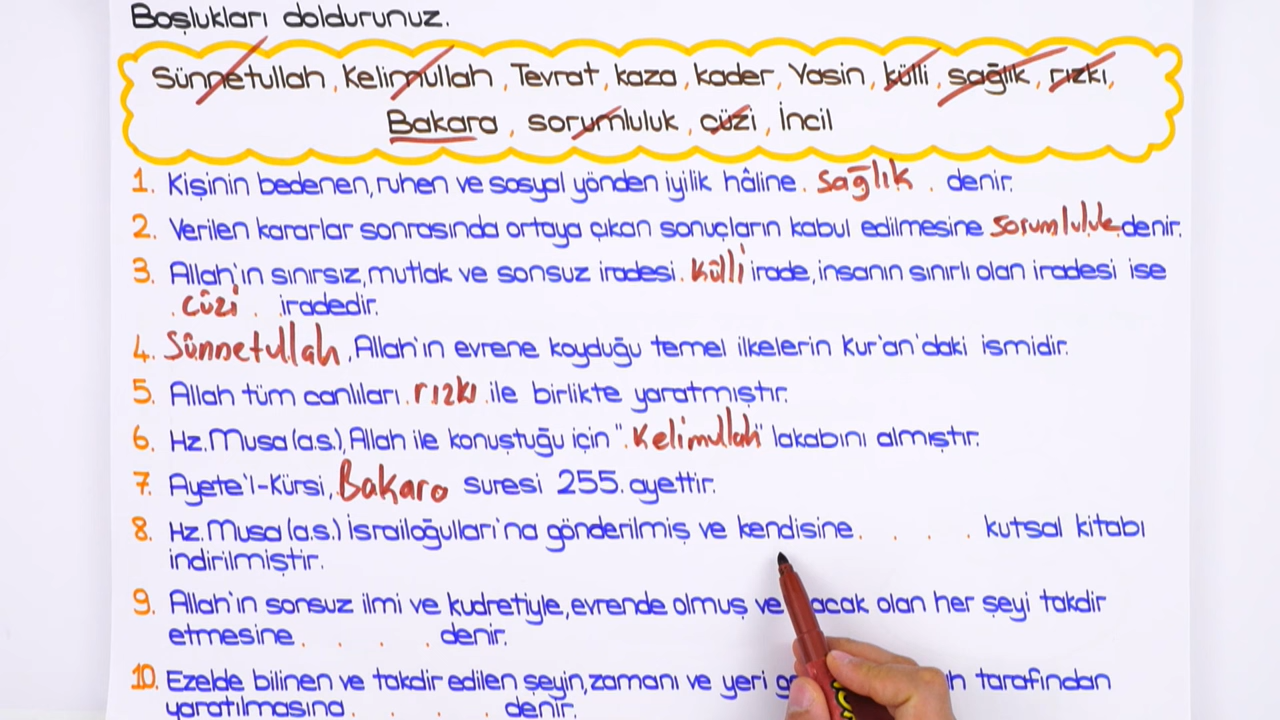 Boşlukları doldurunuz.
Sünnetullah, Kelimullah, Tevrat, kaza, kader, Yasin, külli, sağlık, rızkı,
Bakara, sorumluluk, cüzi, İncil
1. Kişinin bedenen, ruhen ve sosyal yönden iyilik hâline. sağlık . denir.
2. Verilen kararlar sonrasında ortaya çıkan sonuçların kabul edilmesine sorumluluk denir.
3. Allah'ın sınırsız, mutlak ve sonsuz iradesi. külli irade, insanın sınırlı olan iradesi ise
. cüzi . iradedir.
4. Sünnetullah, Allah'ın evrene koyduğu temel ilkelerin Kur'an'daki ismidir.
5. Allah tüm canlıları . rızkı . ile birlikte yaratmıştır.
6. Hz. Musa (a.s.), Allah ile konuştuğu için ". Kelimullah" lakabını almıştır.
7. Ayete'l-Kürsi, Bakara suresi 255. ayettir.
8. Hz. Musa (a.s.) İsrailoğulları'na gönderilmiş ve kendisine . . . . kutsal kitabı
indirilmiştir.
9. Allah'ın sonsuz ilmi ve kudretiyle, evrende olmuş ve acak olan her şeyi takdir
etmesine . . . . denir.
10. Ezelde bilinen ve takdir edilen şeyin, zamanı ve yeri tarafından
yaratılmasına . . . . denir.